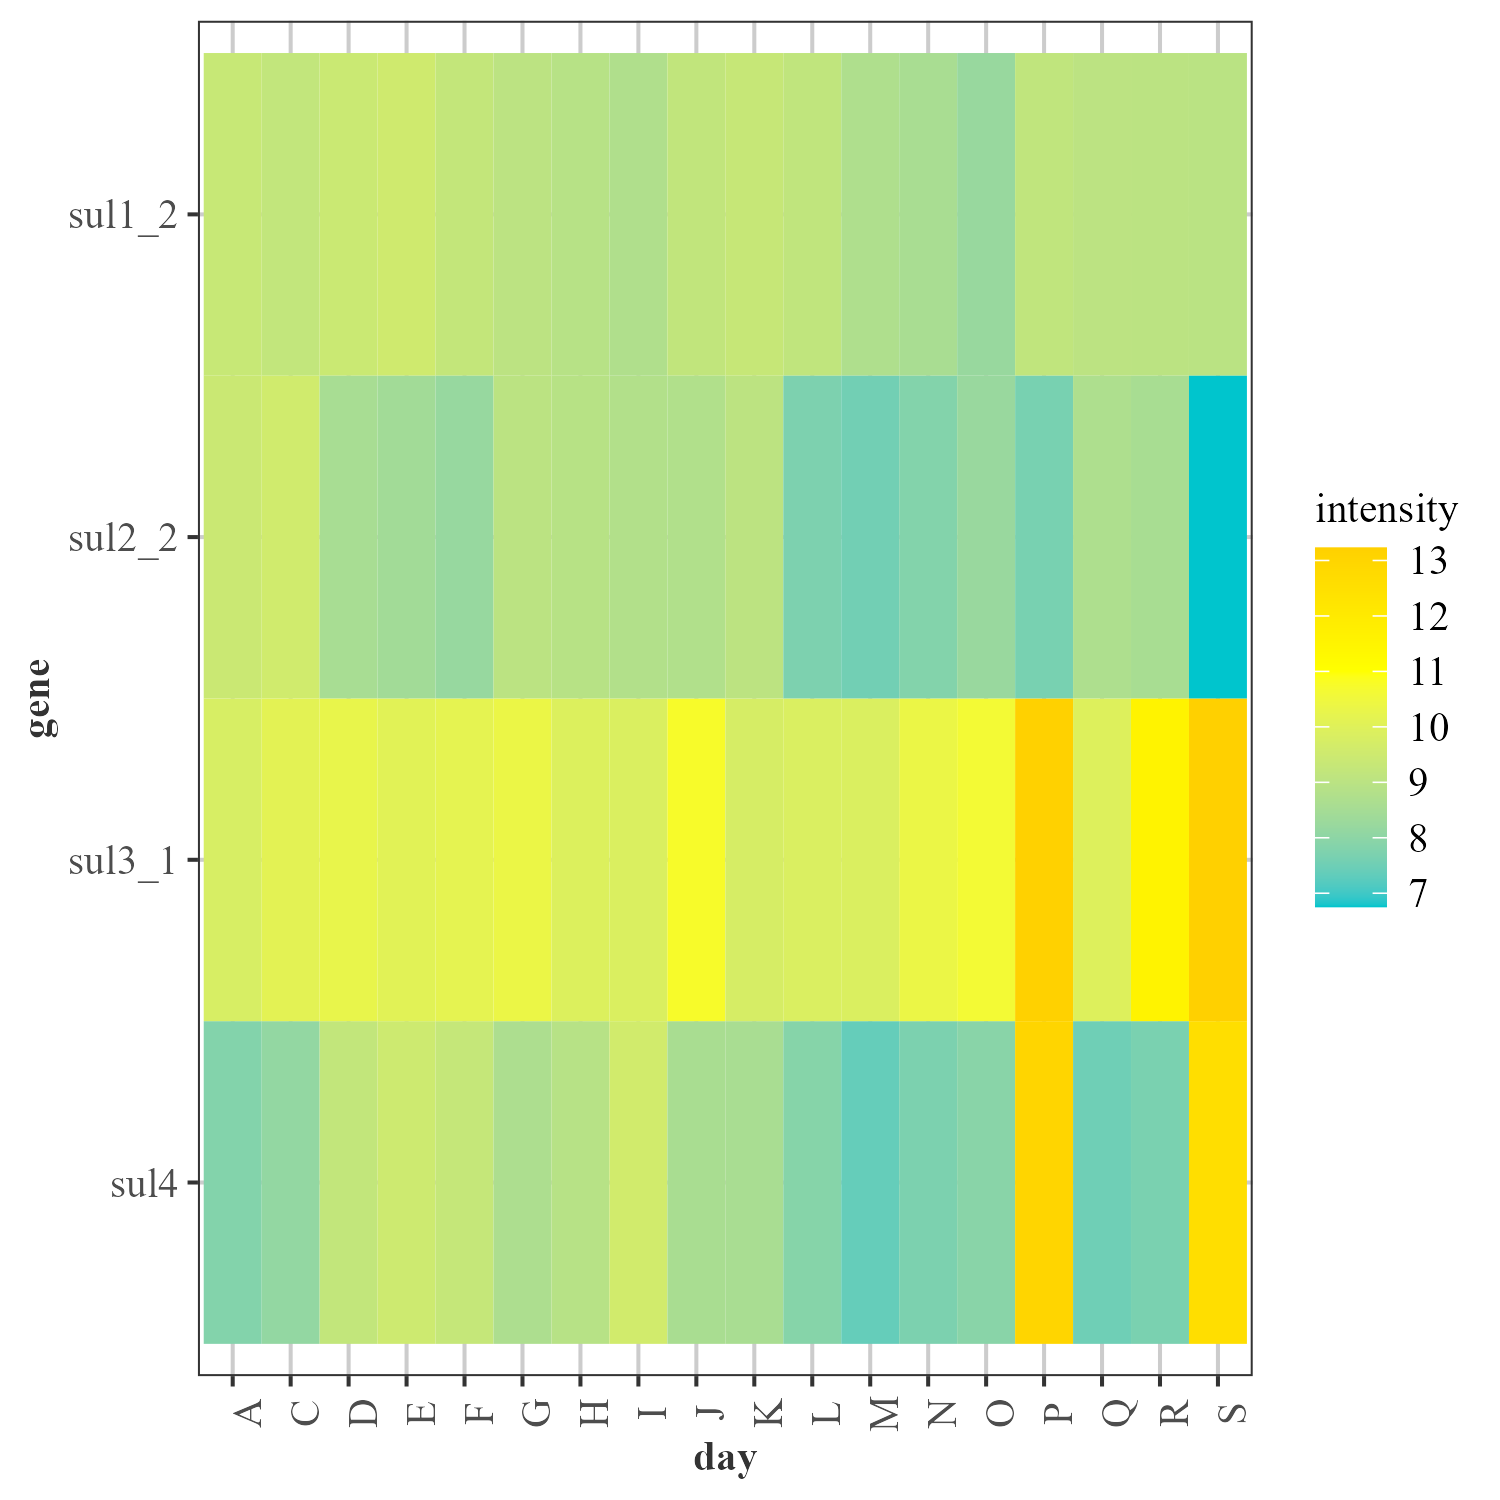 sul1_2
sul2_2
sul3_1
sul4
gene
A C D E F G H I J K L M N O P Q R S
day
intensity
13
12
11
10
9
8
7